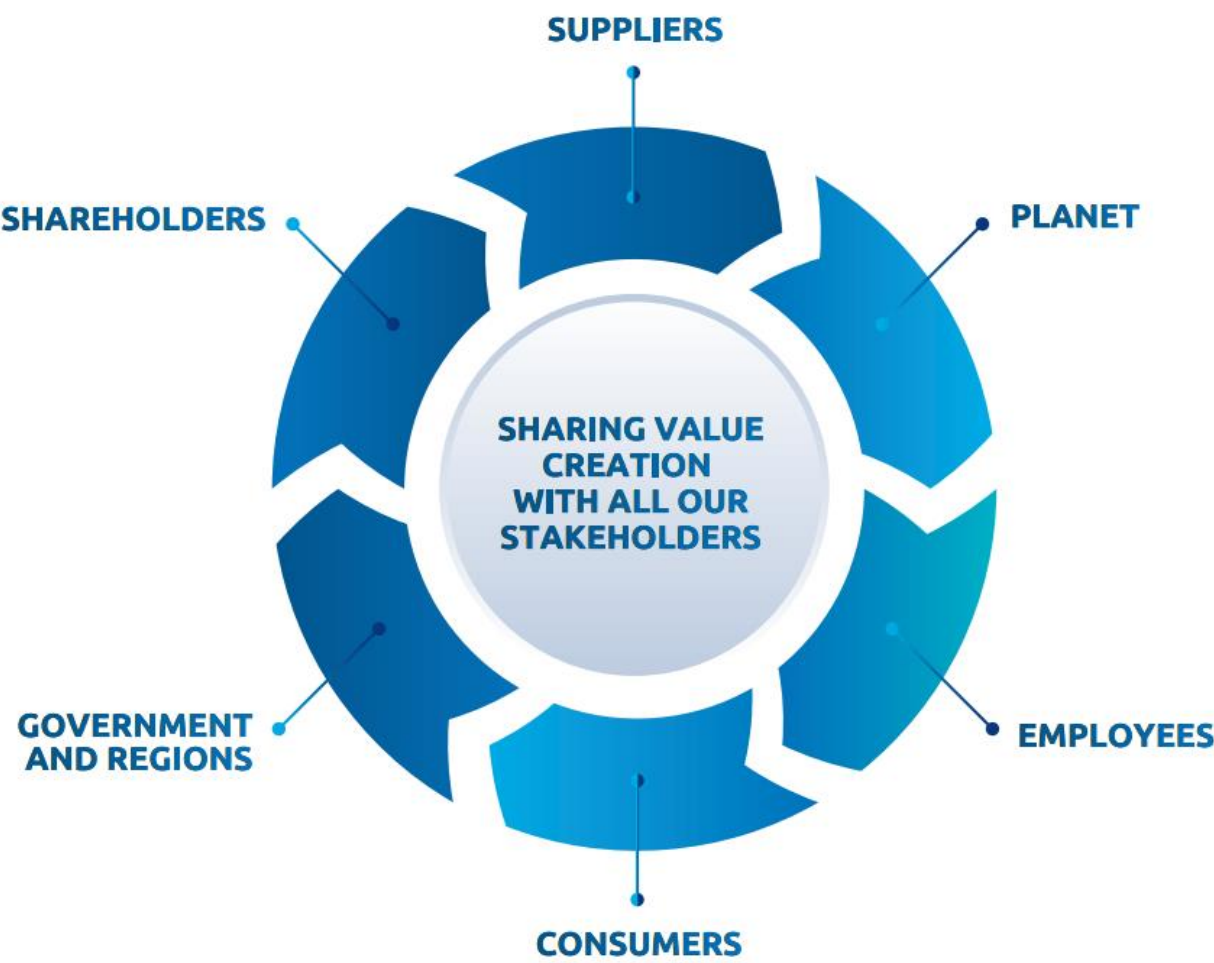 SUPPLIERS
SHAREHOLDERS
PLANET
SHARING VALUE
CREATION
WITH ALL OUR
STAKEHOLDERS
GOVERNMENT
AND REGIONS
EMPLOYEES
CONSUMERS